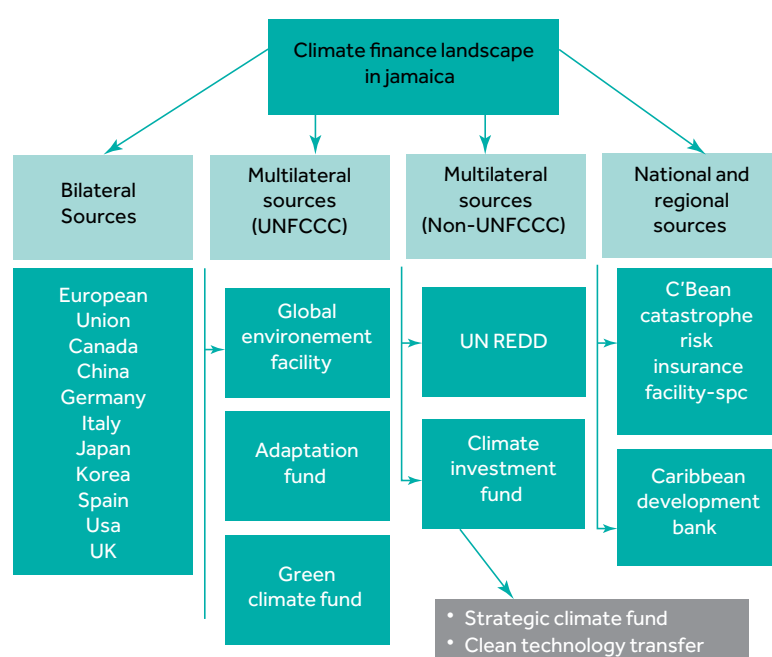 Climate finance landscape
in jamaica
Bilateral
Sources
European
Union
Canada
China
Germany
Italy
Japan
Korea
Spain
Usa
UK
Multilateral
sources
(UNFCCC)
Global
environement
facility
Adaptation
fund
Green
climate fund
Multilateral
sources
(Non-UNFCCC)
UN REDD
Climate
investment
fund
• Strategic climate fund
• Clean technology transfer
National and
regional
sources
C'Bean
catastrophe
risk
insurance
facility-spc
Caribbean
development
bank